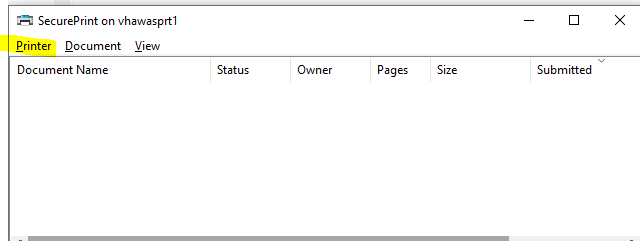 SecurePrint on vhawasprt1
Printer Document View
Document Name Status Owner Pages Size Submitted